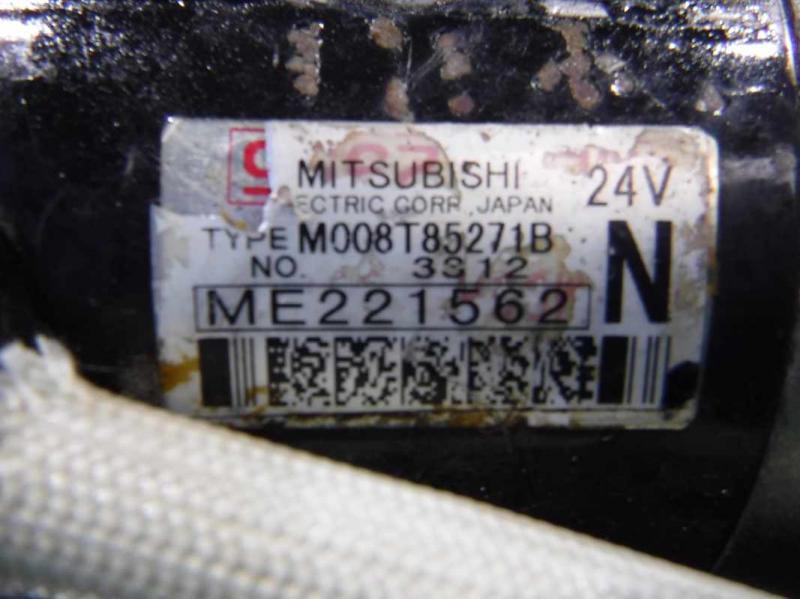 MITSUBISHI 24V
ECTRIC CORP. JAPAN
TYPE M008T85271B N
NO. 3312
ME221562